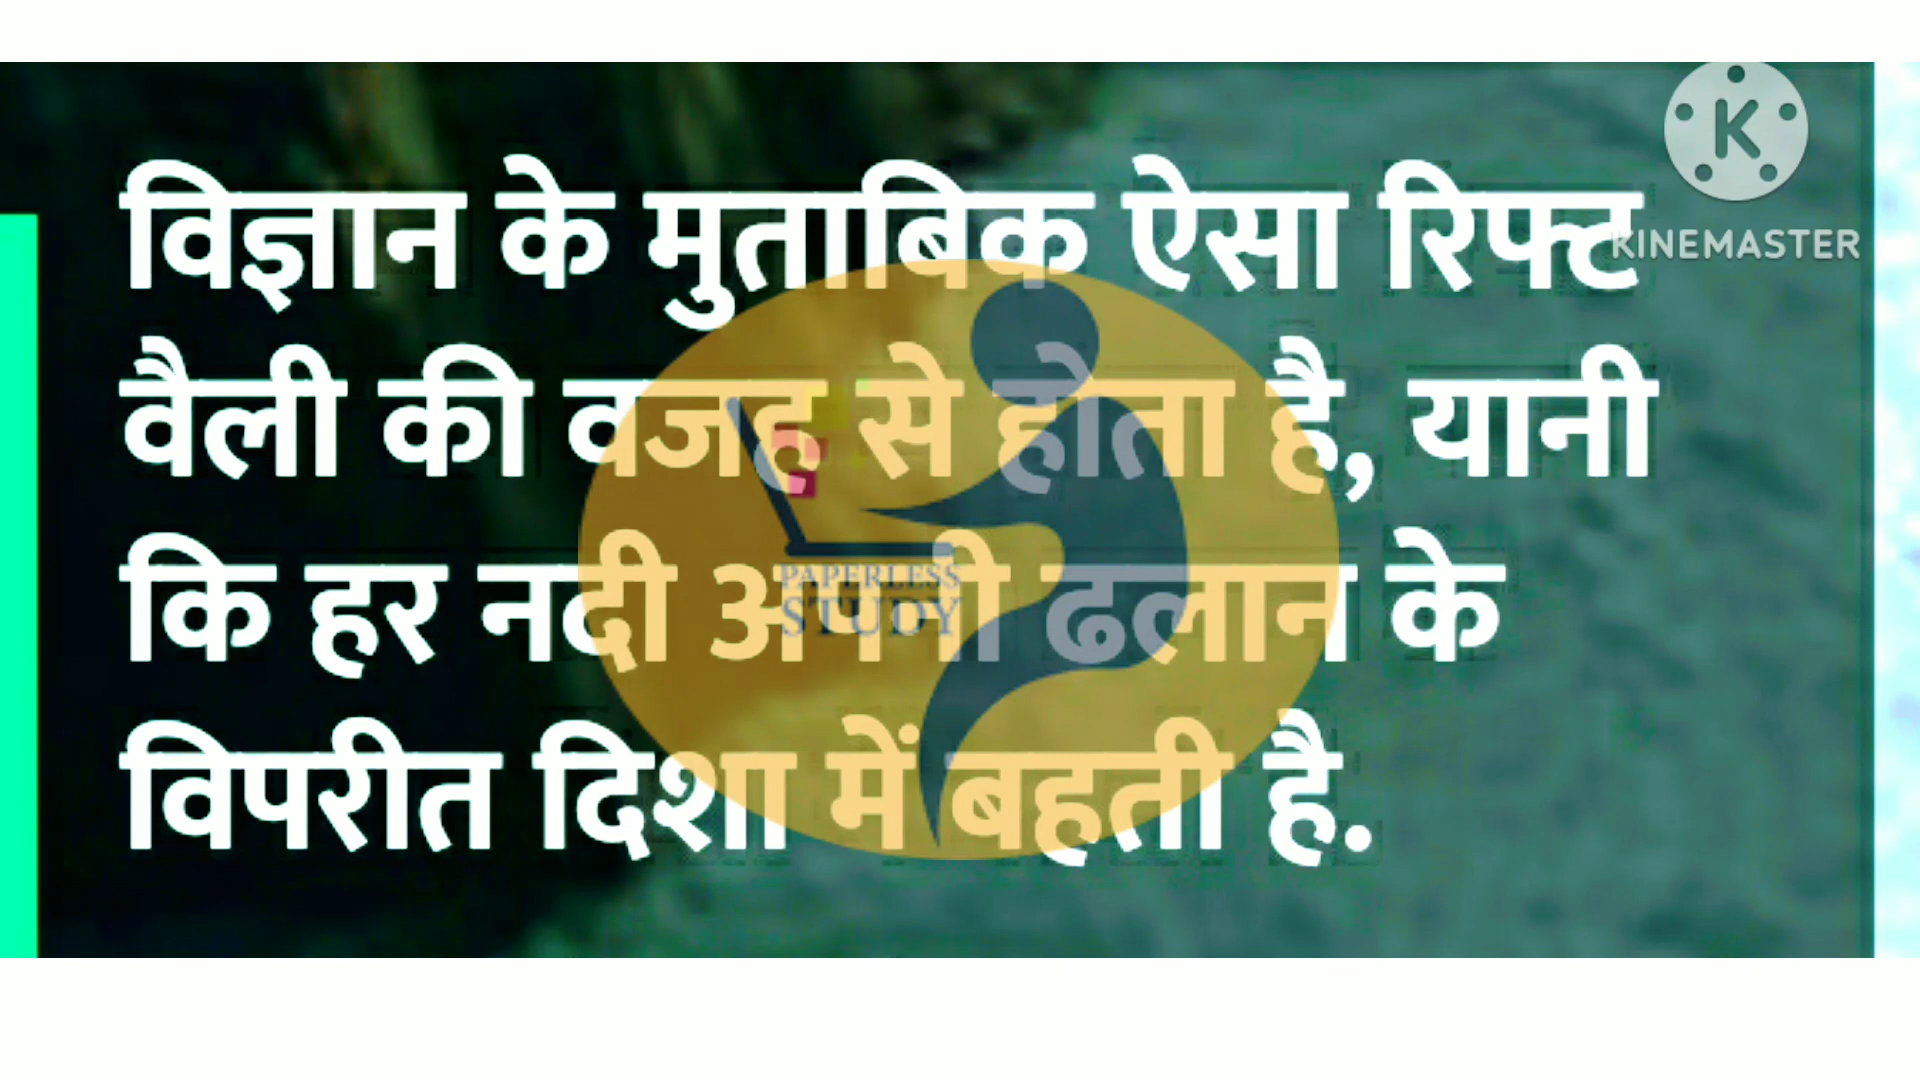 विज्ञान के मुताबिक ऐसा रिफ्ट
वैली की वजह से होता है, यानी
कि हर नदी अपनी ढलान के
विपरीत दिशा में बहती है.
KINEMASTER
PAPERLESS
STUDY